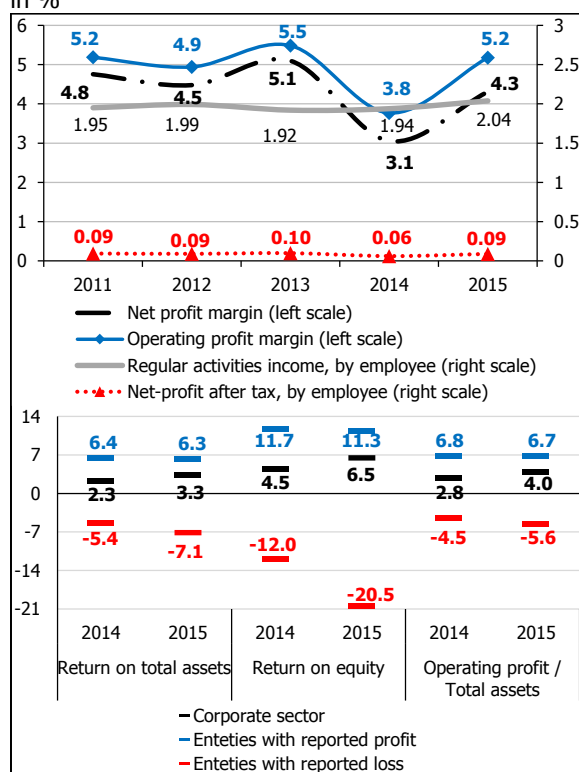 in %
6 5.2 4.9 5.5 5.2 3
5 4.8 4.5 5.1 3.8 4.3 2.5
4 2
1.95 1.99 1.92 1.94 2.04
3 3.1 1.5
2 1
1 0.09 0.09 0.10 0.06 0.09 0.5
0 0
2011 2012 2013 2014 2015
Net profit margin (left scale)
Operating profit margin (left scale)
Regular activities income, by employee (right scale)
Net-profit after tax, by employee (right scale)
14
7 6.4 6.3 11.7 11.3 6.8 6.7
0 2.3 3.3 4.5 6.5 2.8 4.0
-7 -5.4 -7.1 -12.0 -4.5 -5.6
-14
-21 -20.5
2014 2015 2014 2015 2014 2015
Return on total assets Return on equity Operating profit /
Total assets
Corporate sector
Enteties with reported profit
Enteties with reported loss